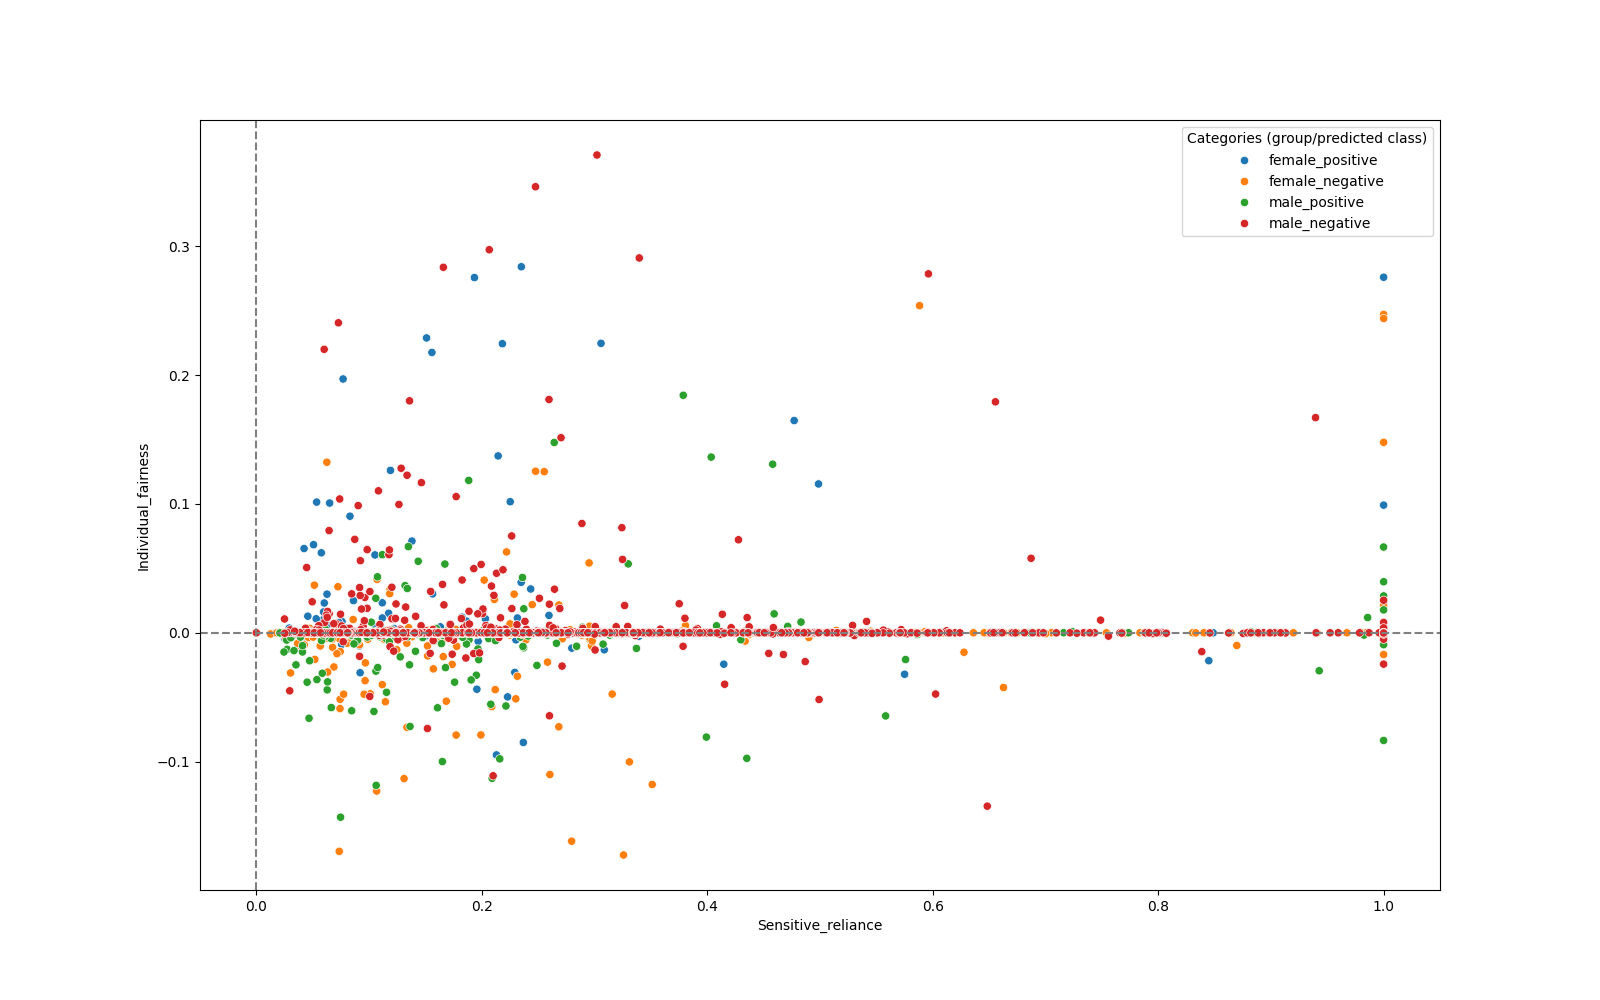 Categories (group/predicted class)
female_positive
female_negative
male_positive
male_negative
0.3
0.2
0.1
0.0
−0.1
Individual_fairness
0.0 0.2 0.4 0.6 0.8 1.0
Sensitive_reliance